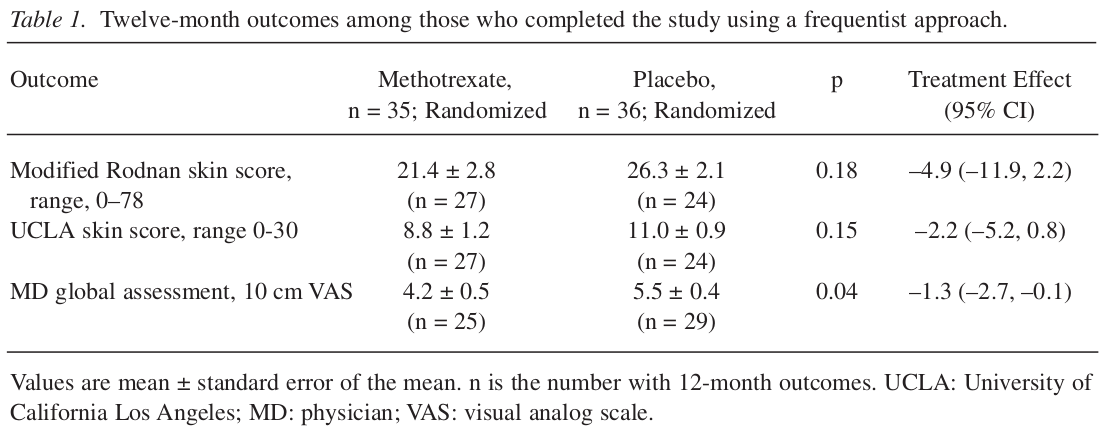 Table 1. Twelve-month outcomes among those who completed the study using a frequentist approach.
Outcome Methotrexate, Placebo, p Treatment Effect
n = 35; Randomized n = 36; Randomized (95% CI)
Modified Rodnan skin score, 21.4 ± 2.8 26.3 ± 2.1 0.18 –4.9 (–11.9, 2.2)
range, 0–78 (n = 27) (n = 24)
UCLA skin score, range 0-30 8.8 ± 1.2 11.0 ± 0.9 0.15 –2.2 (–5.2, 0.8)
(n = 27) (n = 24)
MD global assessment, 10 cm VAS 4.2 ± 0.5 5.5 ± 0.4 0.04 –1.3 (–2.7, –0.1)
(n = 25) (n = 29)
Values are mean ± standard error of the mean. n is the number with 12-month outcomes. UCLA: University of
California Los Angeles; MD: physician; VAS: visual analog scale.